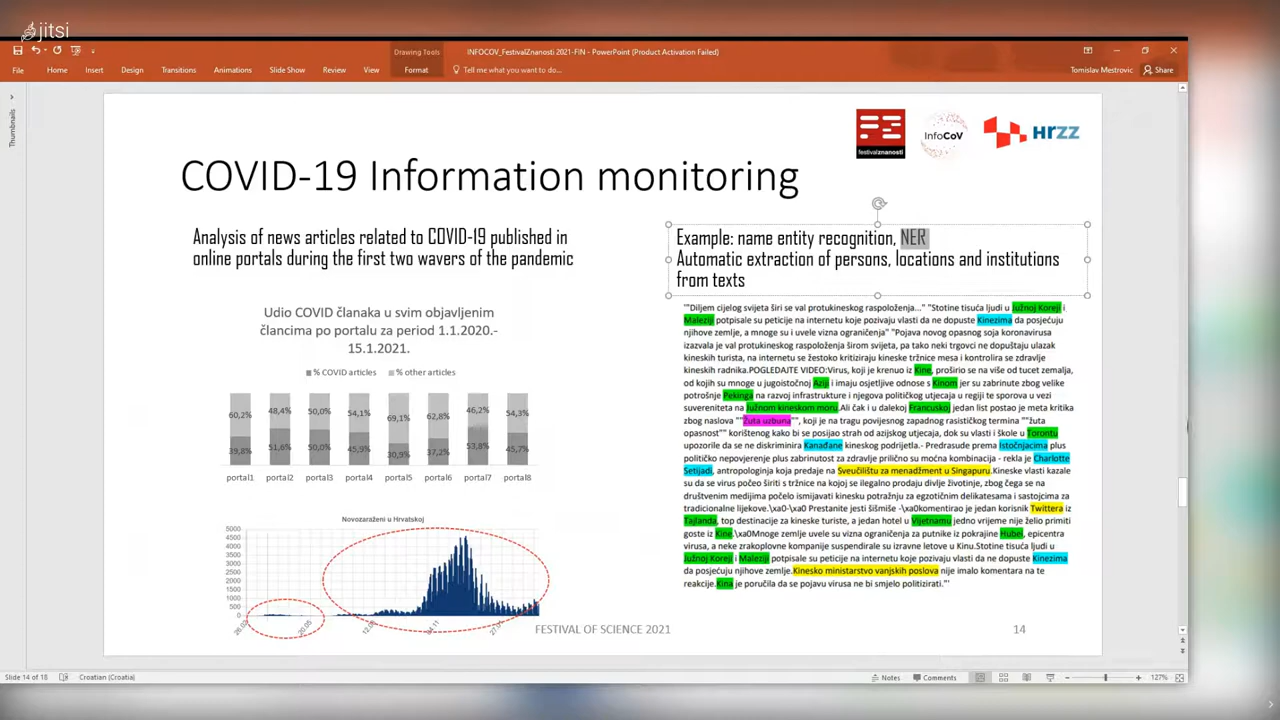 jitsi
Drawing Tools
INFOCOV_FestivalZnanosti 2021-FIN - PowerPoint (Product Activation Failed)
File Home Insert Design Transitions Animations Slide Show Review View Format Tell me what you want to do...
Tomislav Mestrovic Share
Thumbnails
festivalznanosti
InfoCoV
HRZZ
COVID-19 Information monitoring
Analysis of news articles related to COVID-19 published in
online portals during the first two wavers of the pandemic
Udio COVID članaka u svim objavljenim
člancima po portalu za period 1.1.2020.-
15.1.2021.
% COVID articles % other articles
60,2% 48,4% 50,0% 54,1% 69,1% 62,8% 46,2% 54,3%
39,8% 51,6% 50,0% 45,9% 30,9% 37,2% 53,8% 45,7%
portal1 portal2 portal3 portal4 portal5 portal6 portal7 portal8
Novozaraženi u Hrvatskoj
5000
4500
4000
3500
3000
2500
2000
1500
1000
500
0
Example: name entity recognition, NER
Automatic extraction of persons, locations and institutions
from texts
'"Diljem cijelog svijeta širi se val protukineskog raspoloženja..." "Stotine tisuća ljudi u Južnoj Koreji i
Maleziji potpisale su peticije na internetu koje pozivaju vlasti da ne dopuste Kinezima da posjećuju
njihove zemlje, a mnoge su i uvele vizna ograničenja" "Pojava novog opasnog soja koronavirusa
izazvala je val protukineskog raspoloženja širom svijeta, pa tako neki trgovci ne dopuštaju ulazak
kineskih turista, na internetu se žestoko kritiziraju kineske tržnice mesa i kontrolira se zdravlje
kineskih radnika.POGLEDAJTE VIDEO:Virus, koji je krenuo iz Kine, proširio se na više od tucet zemalja,
od kojih su mnoge u jugoistočnoj Aziji i imaju osjetljive odnose s Kinom jer su zabrinute zbog velike
potrošnje Pekinga na razvoj infrastrukture i njegova političkog utjecaja u regiji te sporova u vezi
suvereniteta na Južnom kineskom moru.Ali čak i u dalekoj Francuskoj jedan list postao je meta kritika
zbog naslova ""Žuta uzbuna"", koji je na tragu povijesnog zapadnog rasističkog termina ""žuta
opasnost"" korištenog kako bi se posijao strah od azijskog utjecaja, dok su vlasti i škole u Torontu
upozorile da se ne diskriminira Kanađane kineskog podrijetla.- Predrasude prema Istočnjacima plus
političko nepovjerenje plus zabrinutost za zdravlje prilično su moćna kombinacija - rekla je Charlotte
Setijadi, antropologinja koja predaje na Sveučilištu za menadžment u Singapuru.Kineske vlasti kazale
su da se virus počeo širiti s tržnice na kojoj se ilegalno prodaju divlje životinje, zbog čega se na
društvenim medijima počelo ismijavati kinesku potražnju za egzotičnim delikatesama i sastojcima za
tradicionalne lijekove.\xa0-\xa0- Prestanite jesti šišmiše -\xa0komentirao je jedan korisnik Twittera iz
Tajlanda, top destinacije za kineske turiste, a jedan hotel u Vijetnamu jedno vrijeme nije želio primiti
goste iz Kine.\xa0Mnoge zemlje uvele su vizna ograničenja za putnike iz pokrajine Hubei, epicentra
virusa, a neke zrakoplovne kompanije suspendirale su izravne letove u Kinu.Stotine tisuća ljudi u
Južnoj Koreji i Maleziji potpisale su peticije na internetu koje pozivaju vlasti da ne dopuste Kinezima
da posjećuju njihove zemlje.Kinesko ministarstvo vanjskih poslova nije imalo komentara na te
reakcije.Kina je poručila da se pojavu virusa ne bi smjelo politizirati."'
FESTIVAL OF SCIENCE 2021
14
Slide 14 of 18 Croatian (Croatia) Notes Comments 127%